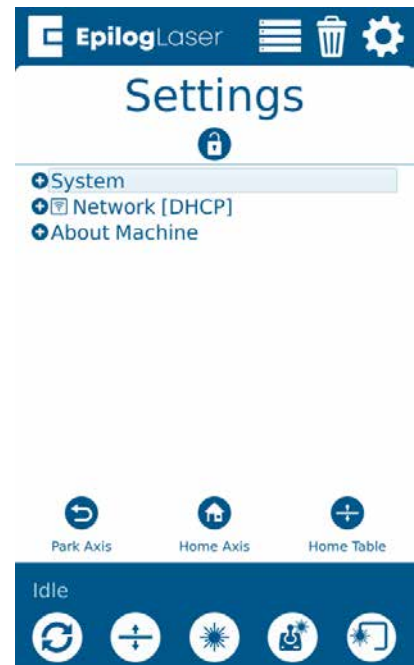 EpilogLaser
Settings
System
Network [DHCP]
About Machine
Park Axis
Home Axis
Home Table
Idle